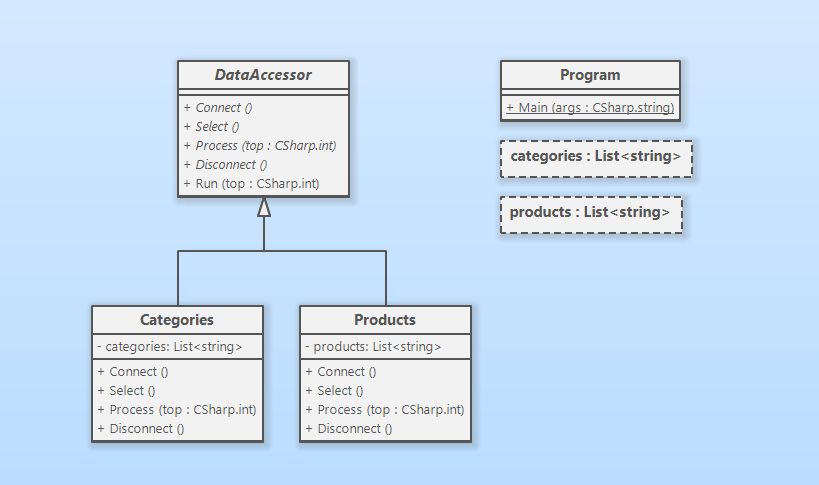 DataAccessor
+ Connect ()
+ Select ()
+ Process (top : CSharp.int)
+ Disconnect ()
+ Run (top : CSharp.int)
Program
+ Main (args : CSharp.string)
categories : List<string>
products : List<string>
Categories
- categories: List<string>
+ Connect ()
+ Select ()
+ Process (top : CSharp.int)
+ Disconnect ()
Products
- products: List<string>
+ Connect ()
+ Select ()
+ Process (top : CSharp.int)
+ Disconnect ()